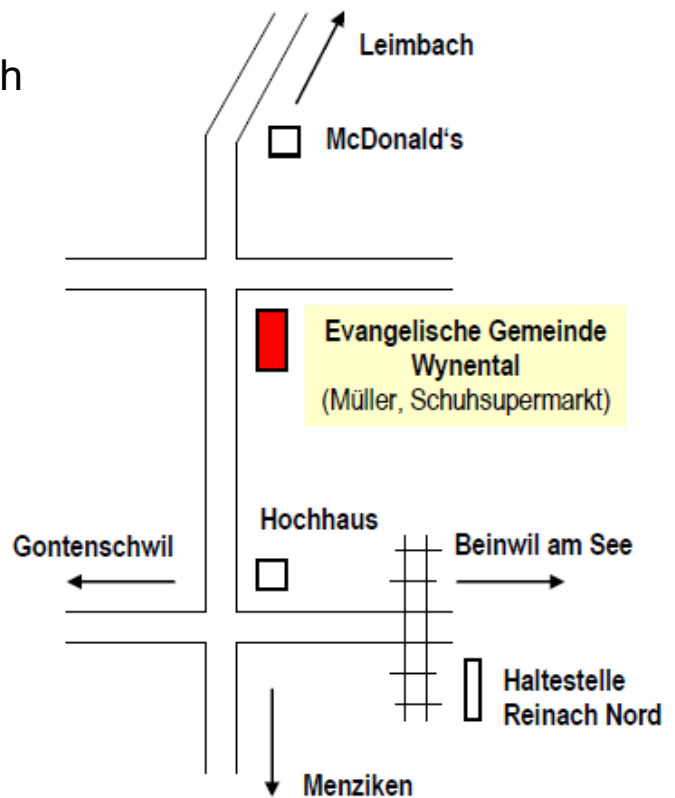 Leimbach
h
McDonald‘s
Evangelische Gemeinde
Wynental
(Müller, Schuhsupermarkt)
Hochhaus
Gontenschwil
Beinwil am See
Haltestelle
Reinach Nord
Menziken